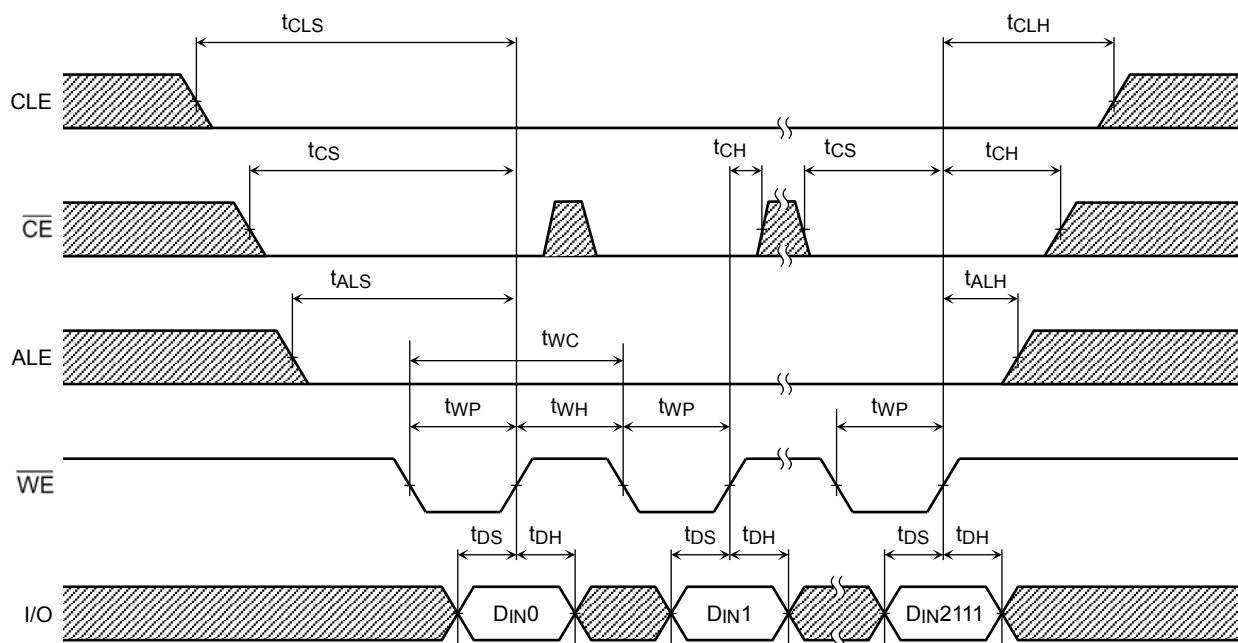 tCLS tCLH
CLE
tCS tCH tCS tCH
CE
tALS tALH
ALE
tWC
tWP tWH tWP tWP
WE
tDS tDH tDS tDH tDS tDH
I/O DIN0 DIN1 DIN2111